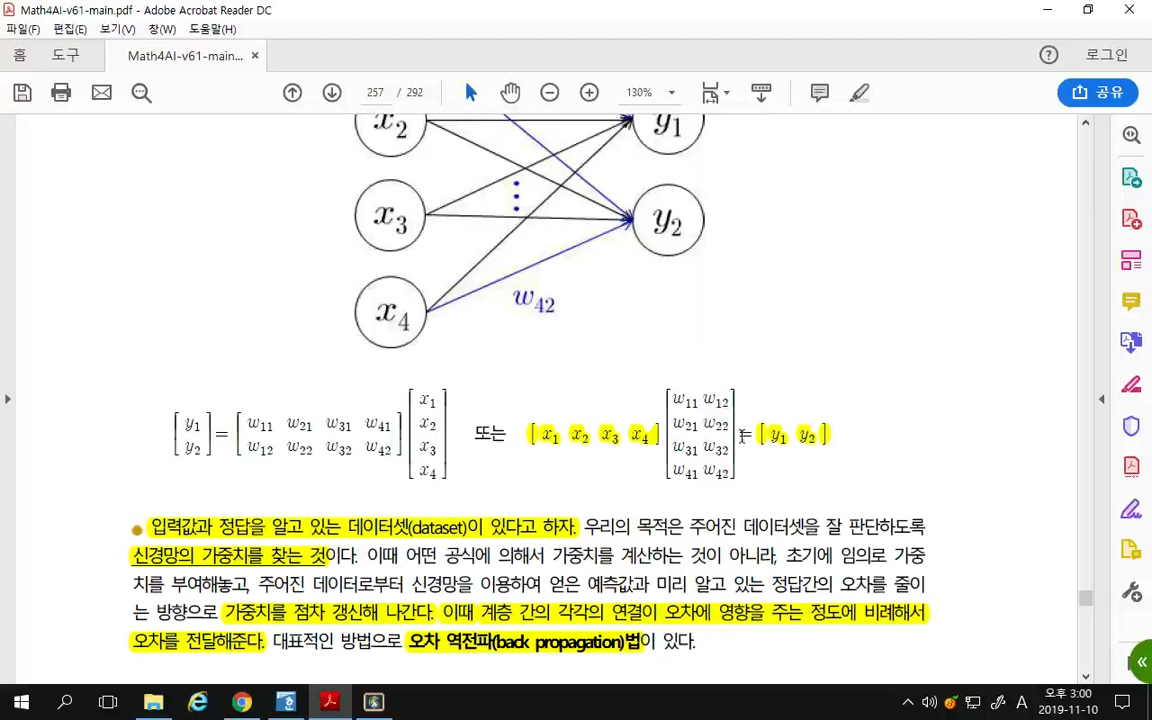 Math4AI-v61-main.pdf - Adobe Acrobat Reader DC
파일(F) 편집(E) 보기(V) 창(W) 도움말(H)
홈 도구 Math4AI-v61-main... × 로그인
257 / 292 130% 공유
x₂ y₁
x₃ y₂
x₄ w₄₂
[y₁ y₂] = [w₁₁ w₂₁ w₃₁ w₄₁ w₁₂ w₂₂ w₃₂ w₄₂] [x₁ x₂ x₃ x₄] 또는 [x₁ x₂ x₃ x₄] [w₁₁ w₁₂ w₂₁ w₂₂ w₃₁ w₃₂ w₄₁ w₄₂] = [y₁ y₂]
입력값과 정답을 알고 있는 데이터셋(dataset)이 있다고 하자. 우리의 목적은 주어진 데이터셋을 잘 판단하도록
신경망의 가중치를 찾는 것이다. 이때 어떤 공식에 의해서 가중치를 계산하는 것이 아니라, 초기에 임의로 가중
치를 부여해놓고, 주어진 데이터로부터 신경망을 이용하여 얻은 예측값과 미리 알고 있는 정답간의 오차를 줄이
는 방향으로 가중치를 점차 갱신해 나간다. 이때 계층 간의 각각의 연결이 오차에 영향을 주는 정도에 비례해서
오차를 전달해준다. 대표적인 방법으로 오차 역전파(back propagation)법이 있다.
A 오후 3:00
2019-11-10